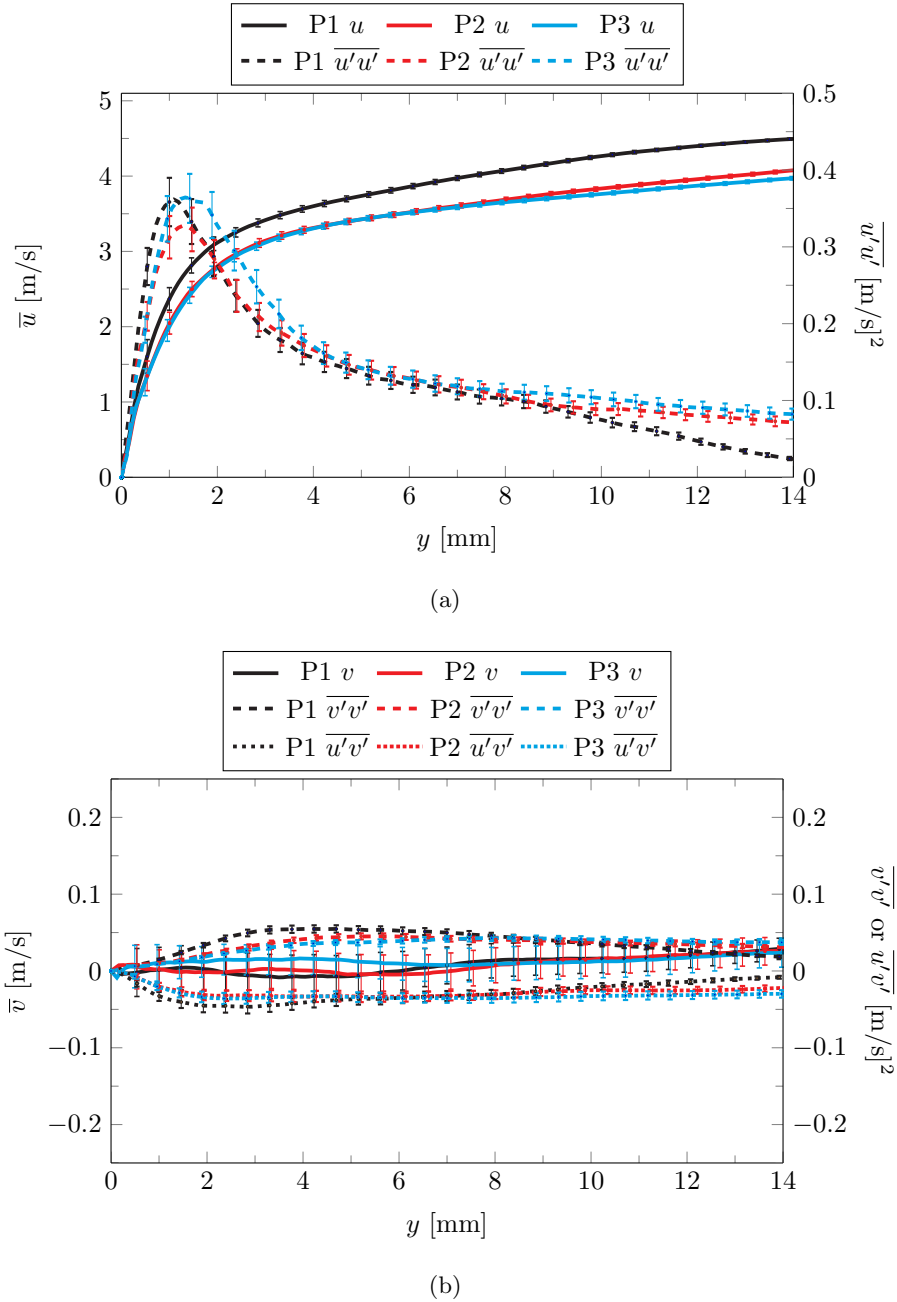 P1 u P2 u P3 u
P1 u′u′ P2 u′u′ P3 u′u′
5
4
3
2
1
0
u [m/s]
0.5
0.4
0.3
0.2
0.1
0
u′u′ [m/s]²
0 2 4 6 8 10 12 14
y [mm]
(a)
P1 v P2 v P3 v
P1 v′v′ P2 v′v′ P3 v′v′
P1 u′v′ P2 u′v′ P3 u′v′
0.2
0.1
0
−0.1
−0.2
v [m/s]
0.2
0.1
0
−0.1
−0.2
v′v′ or u′v′ [m/s]²
0 2 4 6 8 10 12 14
y [mm]
(b)